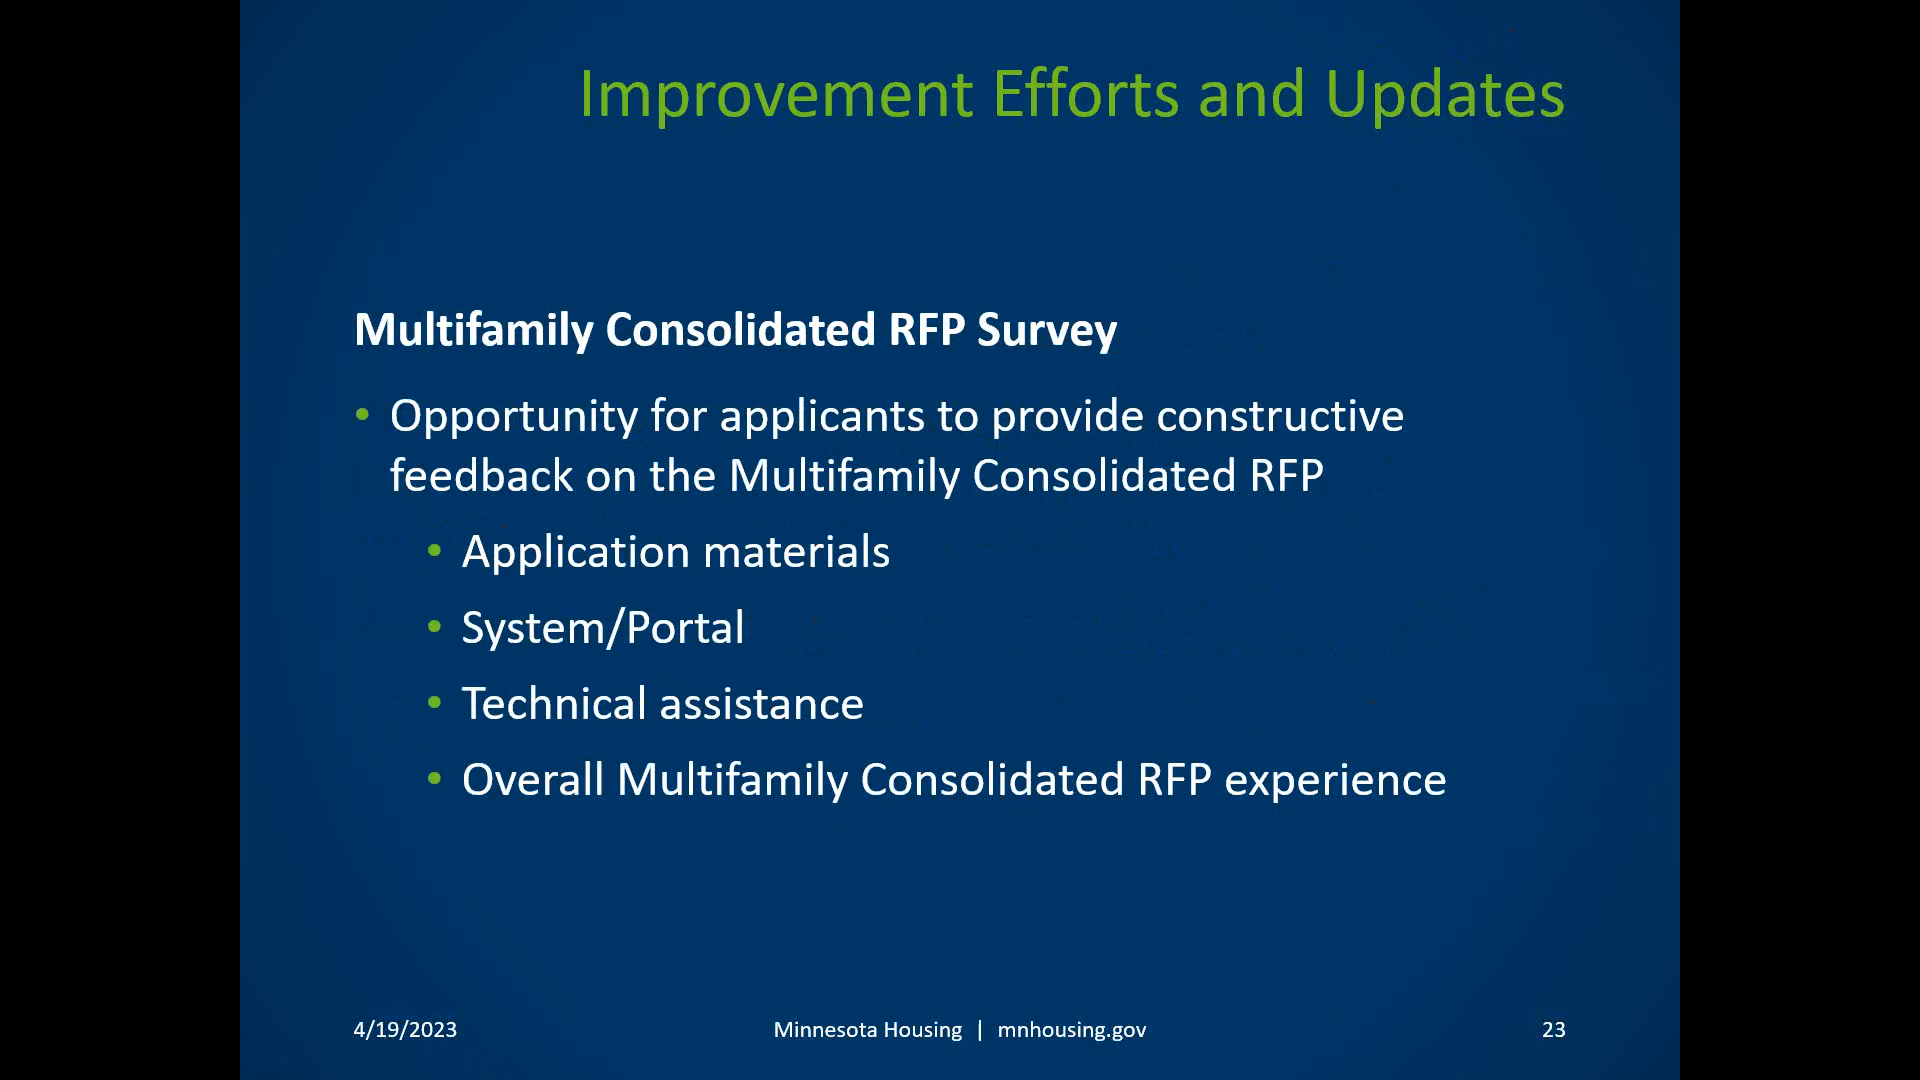 Improvement Efforts and Updates
Multifamily Consolidated RFP Survey
• Opportunity for applicants to provide constructive
feedback on the Multifamily Consolidated RFP
• Application materials
• System/Portal
• Technical assistance
• Overall Multifamily Consolidated RFP experience
4/19/2023
Minnesota Housing | mnhousing.gov
23